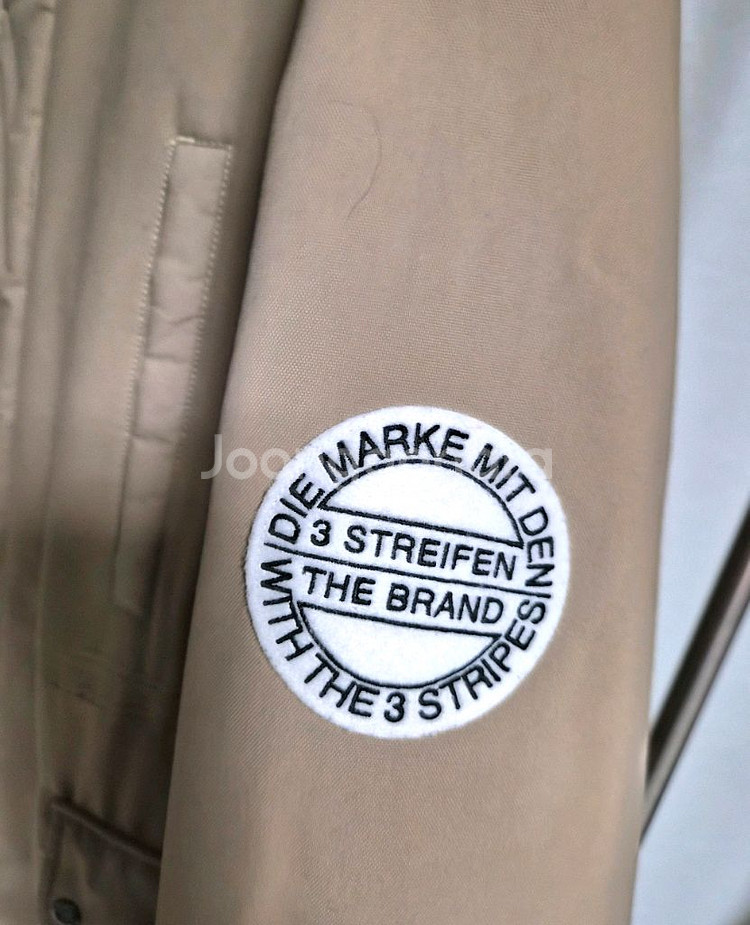 DIE MARKE MIT DEN
3 STREIFEN
THE BRAND
WITH THE 3 STRIPES